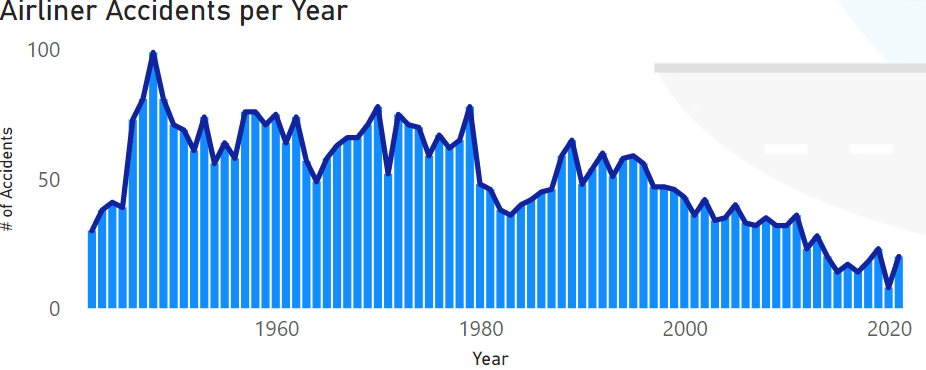 Airliner Accidents per Year
100
50
0
# of Accidents
1960 1980 2000 2020
Year